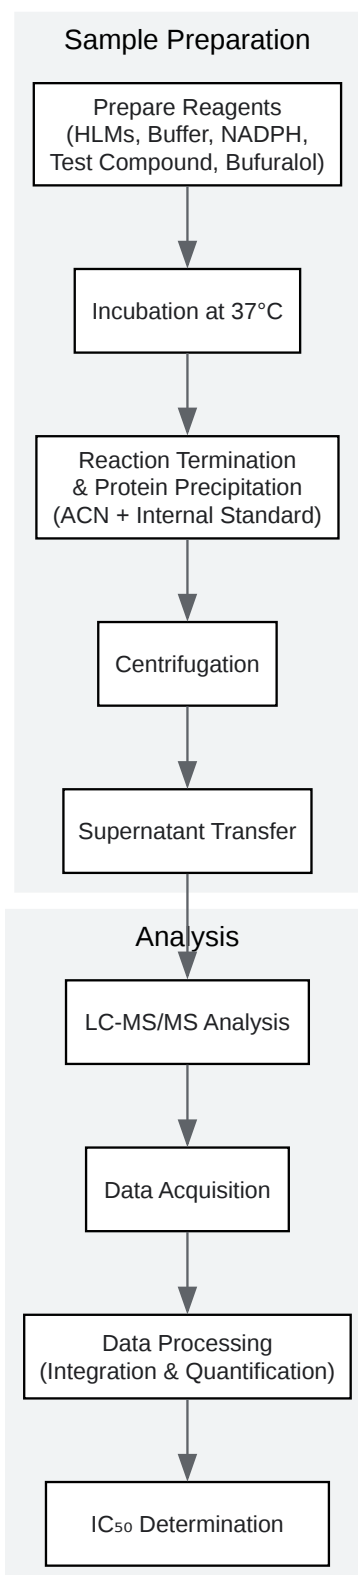 Sample Preparation
Prepare Reagents
(HLMs, Buffer, NADPH,
Test Compound, Bufuralol)
Incubation at 37°C
Reaction Termination
& Protein Precipitation
(ACN + Internal Standard)
Centrifugation
Supernatant Transfer
Analysis
LC-MS/MS Analysis
Data Acquisition
Data Processing
(Integration & Quantification)
IC₅₀ Determination